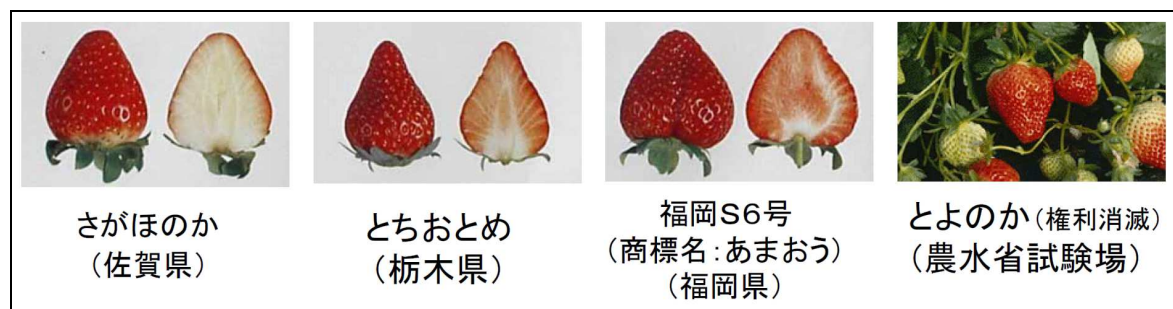 さがほのか
（佐賀県）
とちおとめ
（栃木県）
福岡S6号
（商標名：あまおう）
（福岡県）
とよのか（権利消滅）
（農水省試験場）